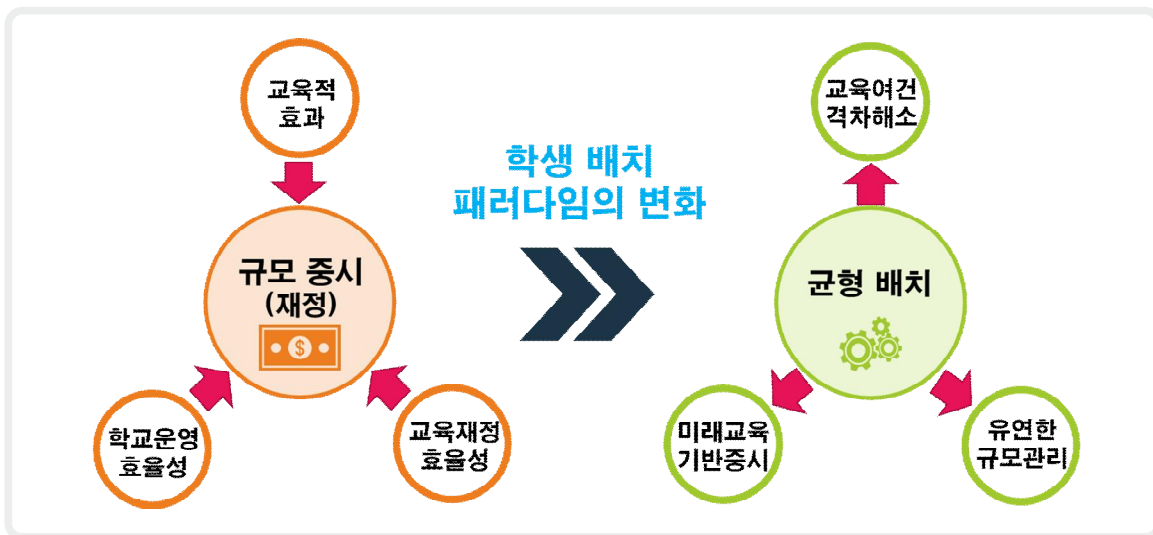 교육적
효과
규모 중시
(재정)
$
학교운영
효율성
교육재정
효율성
학생 배치
패러다임의 변화
교육여건
격차해소
균형 배치
미래교육
기반중시
유연한
규모관리